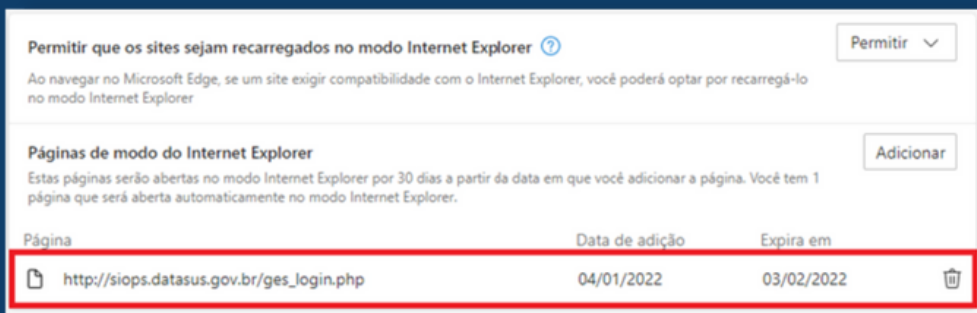 Permitir que os sites sejam recarregados no modo Internet Explorer ?
Permitir
Ao navegar no Microsoft Edge, se um site exigir compatibilidade com o Internet Explorer, você poderá optar por recarregá-lo
no modo Internet Explorer
Páginas de modo do Internet Explorer
Adicionar
Estas páginas serão abertas no modo Internet Explorer por 30 dias a partir da data em que você adicionar a página. Você tem 1
página que será aberta automaticamente no modo Internet Explorer.
Página Data de adição Expira em
http://siops.datasus.gov.br/ges_login.php 04/01/2022 03/02/2022